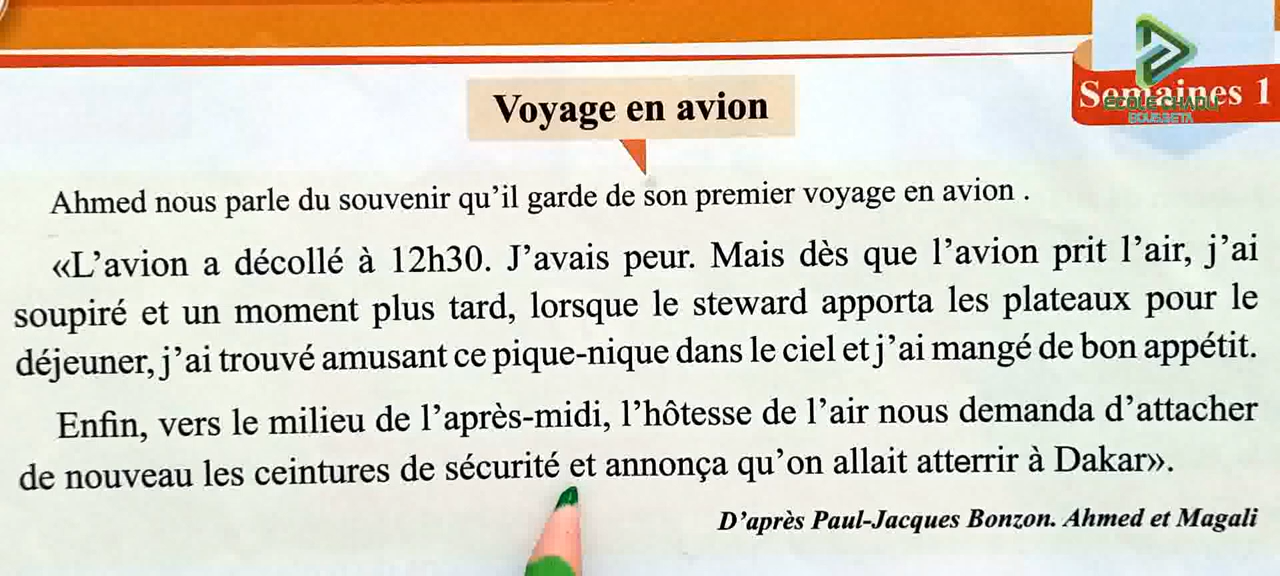 Semaines 1
ECOLE CHADLI
BOUSSETA
Voyage en avion
Ahmed nous parle du souvenir qu'il garde de son premier voyage en avion .
«L'avion a décollé à 12h30. J'avais peur. Mais dès que l'avion prit l'air, j'ai
soupiré et un moment plus tard, lorsque le steward apporta les plateaux pour le
déjeuner, j'ai trouvé amusant ce pique-nique dans le ciel et j'ai mangé de bon appétit.
Enfin, vers le milieu de l'après-midi, l'hôtesse de l'air nous demanda d'attacher
de nouveau les ceintures de sécurité et annonça qu'on allait atterrir à Dakar».
D'après Paul-Jacques Bonzon. Ahmed et Magali